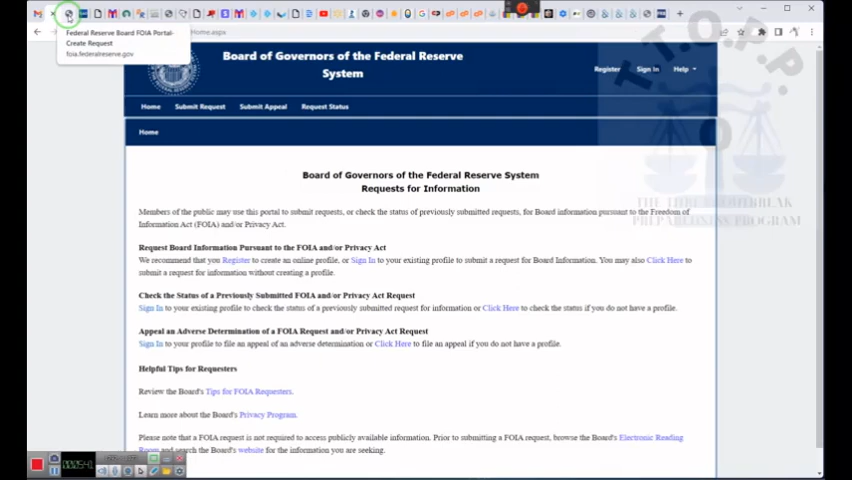 Federal Reserve Board FOIA Portal-
Create Request
foia.federalreserve.gov
Home.aspx
Board of Governors of the Federal Reserve
System
Register
Sign In
Help
Home
Submit Request
Submit Appeal
Request Status
Home
Board of Governors of the Federal Reserve System
Requests for Information
Members of the public may use this portal to submit requests, or check the status of previously submitted requests, for Board information pursuant to the Freedom of
Information Act (FOIA) and/or Privacy Act.
Request Board Information Pursuant to the FOIA and/or Privacy Act
We recommend that you Register to create an online profile, or Sign In to your existing profile to submit a request for Board Information. You may also Click Here to
submit a request for information without creating a profile.
Check the Status of a Previously Submitted FOIA and/or Privacy Act Request
Sign In to your existing profile to check the status of a previously submitted request for information or Click Here to check the status if you do not have a profile.
Appeal an Adverse Determination of a FOIA Request and/or Privacy Act Request
Sign In to your profile to file an appeal of an adverse determination or Click Here to file an appeal if you do not have a profile.
Helpful Tips for Requesters
Review the Board's Tips for FOIA Requesters.
Learn more about the Board's Privacy Program.
Please note that a FOIA request is not required to access publicly available information. Prior to submitting a FOIA request, browse the Board's Electronic Reading
Room and search the Board's website for the information you are seeking.
T.T.O.P.P.
PREPAREDNESS PROGRAM